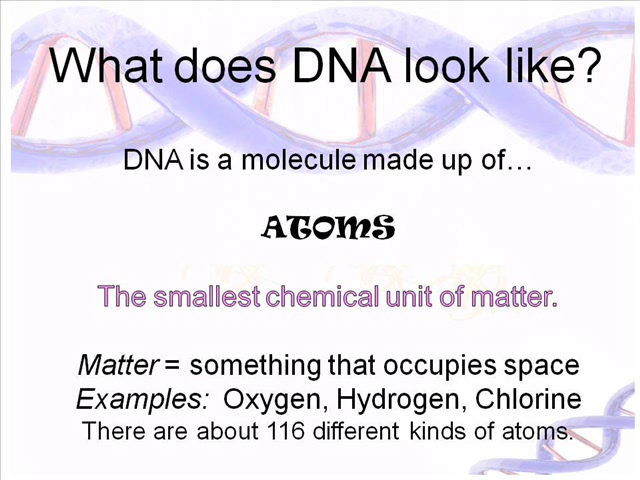 What does DNA look like?
DNA is a molecule made up of…
ATOMS
The smallest chemical unit of matter.
Matter = something that occupies space
Examples: Oxygen, Hydrogen, Chlorine
There are about 116 different kinds of atoms.